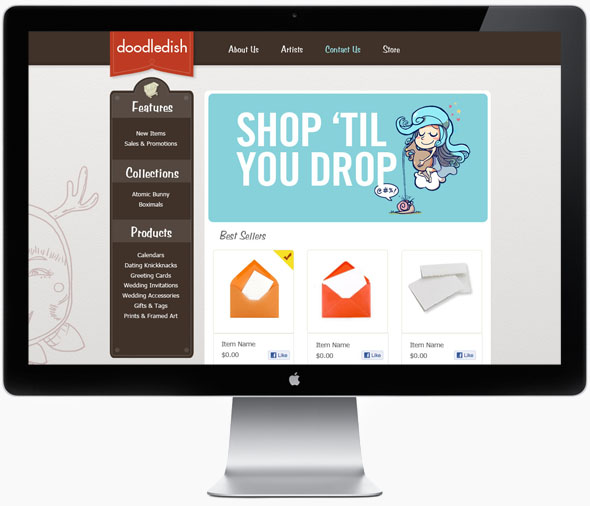 doodledish
About Us
Artists
Contact Us
Store
Features
New Items
Sales & Promotions
Collections
Atomic Bunny
Boximals
Products
Calendars
Dating Knickknacks
Greeting Cards
Wedding Invitations
Wedding Accessories
Gifts & Tags
Prints & Framed Art
SHOP ‘TIL
YOU DROP
@#%!
Best Sellers
Item Name
$0.00
Like
Item Name
$0.00
Like
Item Name
$0.00
Like